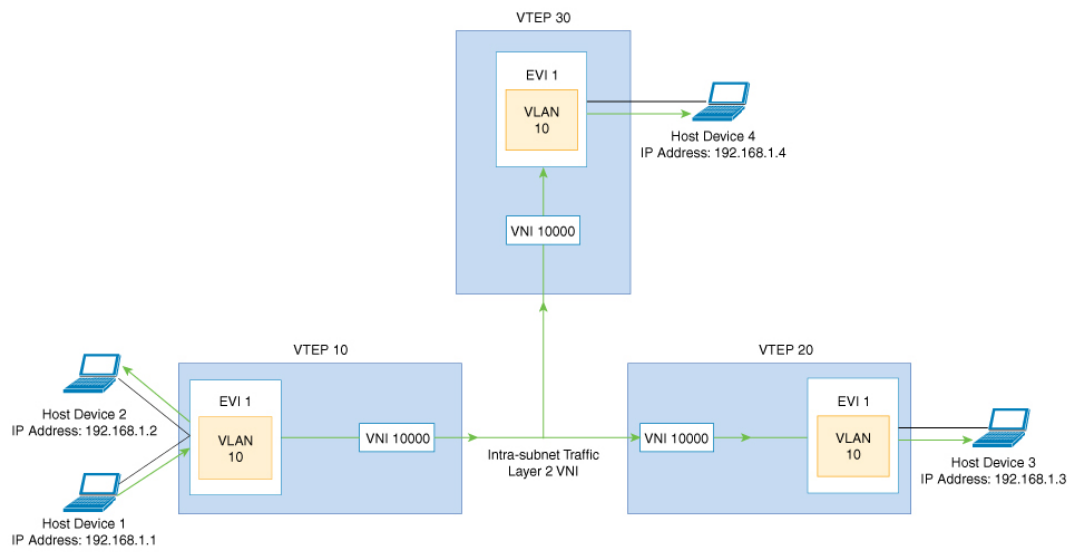 VTEP 30
EVI 1
VLAN
10
Host Device 4
IP Address: 192.168.1.4
VNI 10000
VTEP 10
VTEP 20
Host Device 2
IP Address: 192.168.1.2
EVI 1
VLAN
10
VNI 10000
Intra-subnet Traffic
Layer 2 VNI
VNI 10000
EVI 1
VLAN
10
Host Device 3
IP Address: 192.168.1.3
Host Device 1
IP Address: 192.168.1.1